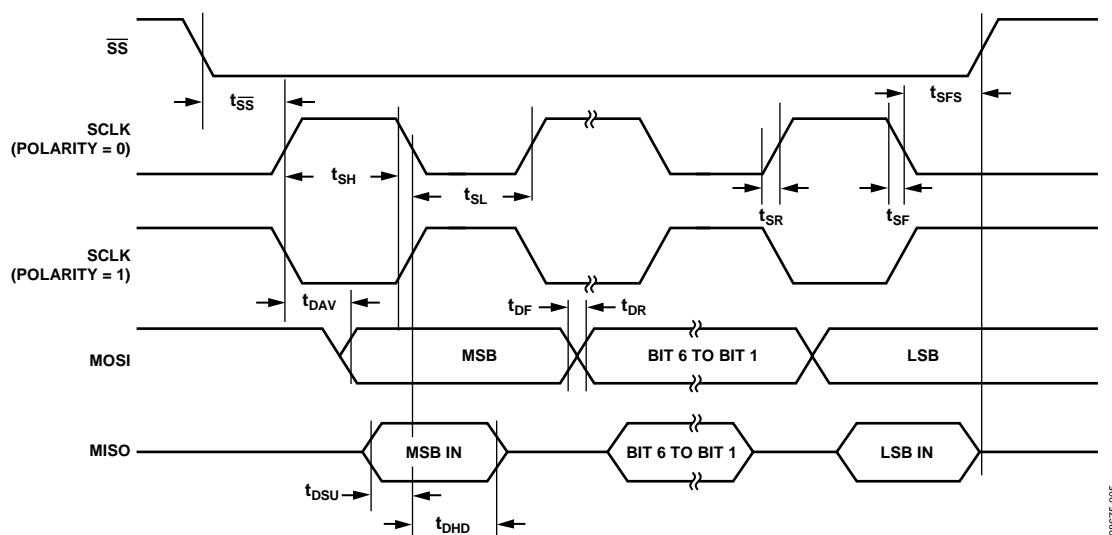 SS
tSS
tSFS
SCLK
(POLARITY = 0)
tSH
tSL
tSR
tSF
SCLK
(POLARITY = 1)
tDAV
tDF
tDR
MOSI
MSB
BIT 6 TO BIT 1
LSB
MISO
MSB IN
BIT 6 TO BIT 1
LSB IN
tDSU
tDHD